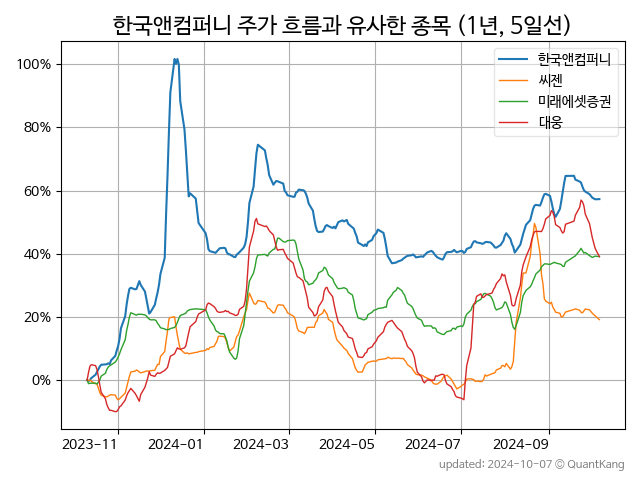 한국앤컴퍼니 주가 흐름과 유사한 종목 (1년, 5일선)
한국앤컴퍼니
씨젠
미래에셋증권
대웅
100%
80%
60%
40%
20%
0%
2023-11 2024-01 2024-03 2024-05 2024-07 2024-09
updated: 2024-10-07 © QuantKang